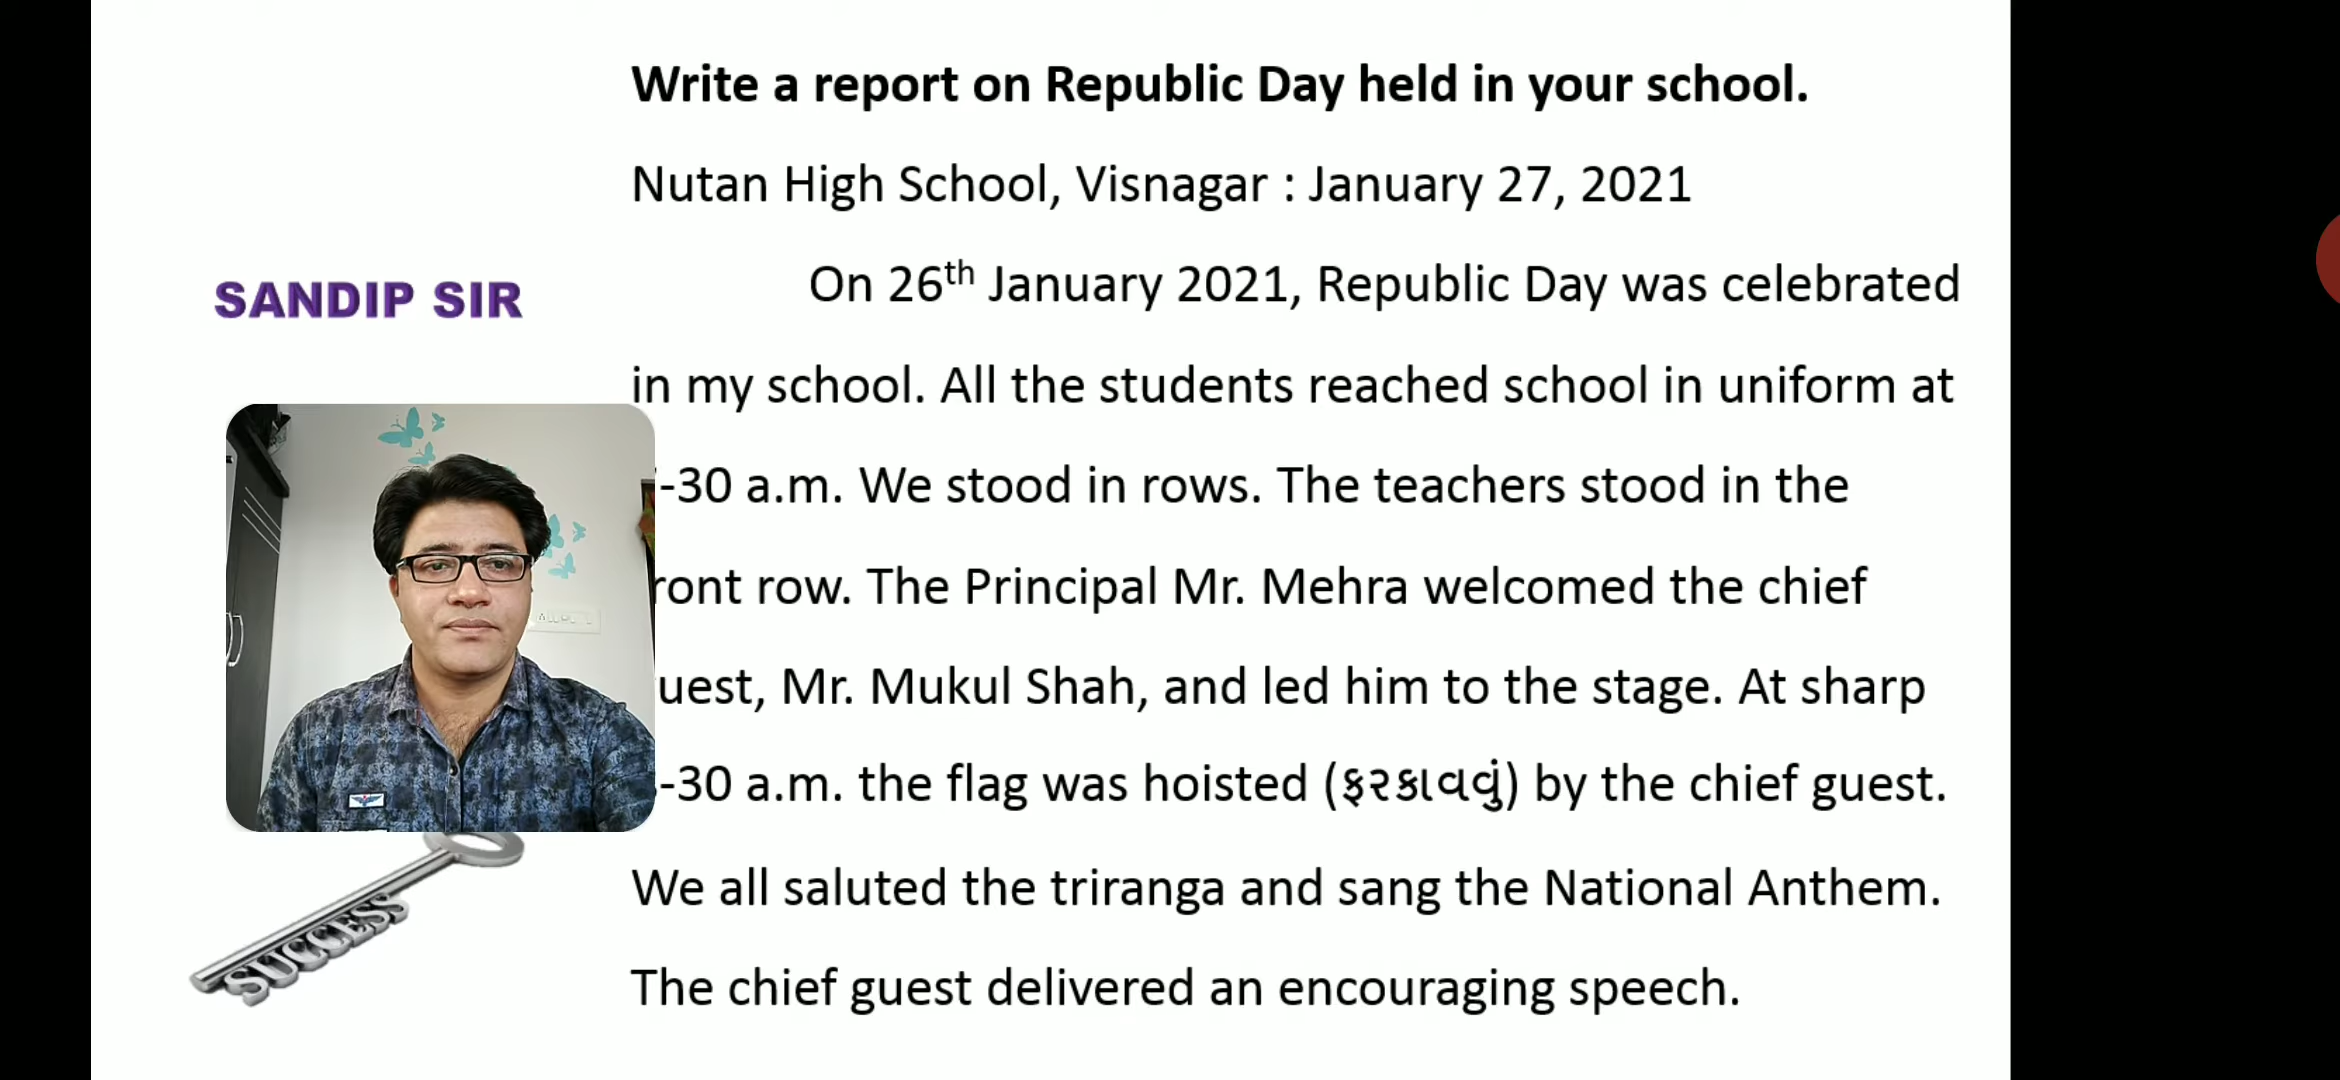 Write a report on Republic Day held in your school.
Nutan High School, Visnagar : January 27, 2021
On 26th January 2021, Republic Day was celebrated
SANDIP SIR
in my school. All the students reached school in uniform at
-30 a.m. We stood in rows. The teachers stood in the
row. The Principal Mr. Mehra welcomed the chief
Mr. Mukul Shah, and led him to the stage. At sharp
-30 a.m. the flag was hoisted (ફરકાવવું) by the chief guest.
We all saluted the triranga and sang the National Anthem.
SUCCESS
The chief guest delivered an encouraging speech.